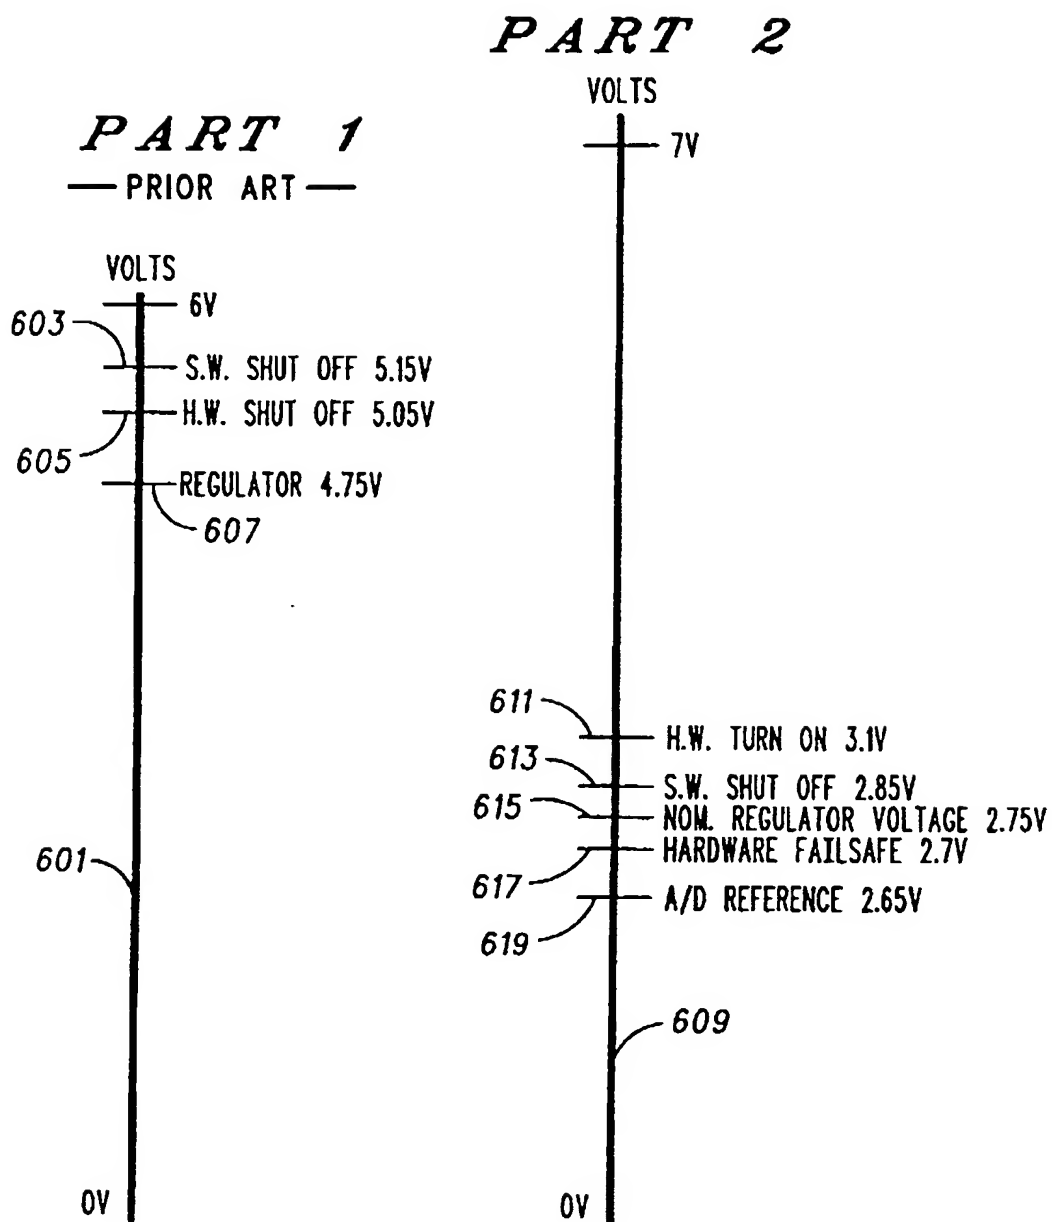 PART 1
PRIOR ART
VOLTS
6V
603
S.W. SHUT OFF 5.15V
H.W. SHUT OFF 5.05V
605
REGULATOR 4.75V
607
601
0V
PART 2
VOLTS
7V
611
H.W. TURN ON 3.1V
613
S.W. SHUT OFF 2.85V
615
NOM. REGULATOR VOLTAGE 2.75V
HARDWARE FAILSAFE 2.7V
617
A/D REFERENCE 2.65V
619
609
0V